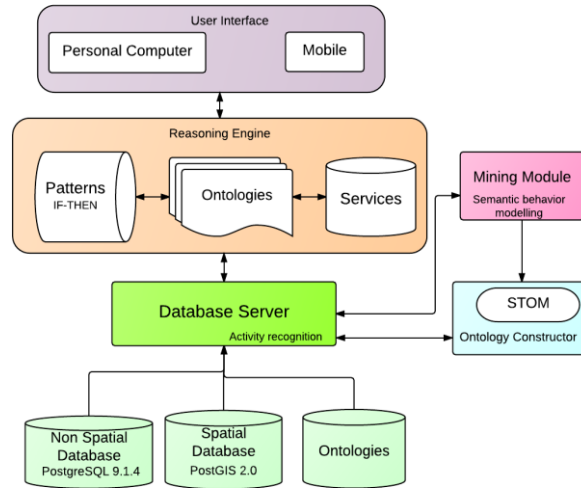 User Interface
Personal Computer
Mobile
Reasoning Engine
Patterns
IF-THEN
Ontologies
Services
Mining Module
Semantic behavior
modelling
Database Server
Activity recognition
STOM
Ontology Constructor
Non Spatial
Database
PostgreSQL 9.1.4
Spatial
Database
PostGIS 2.0
Ontologies